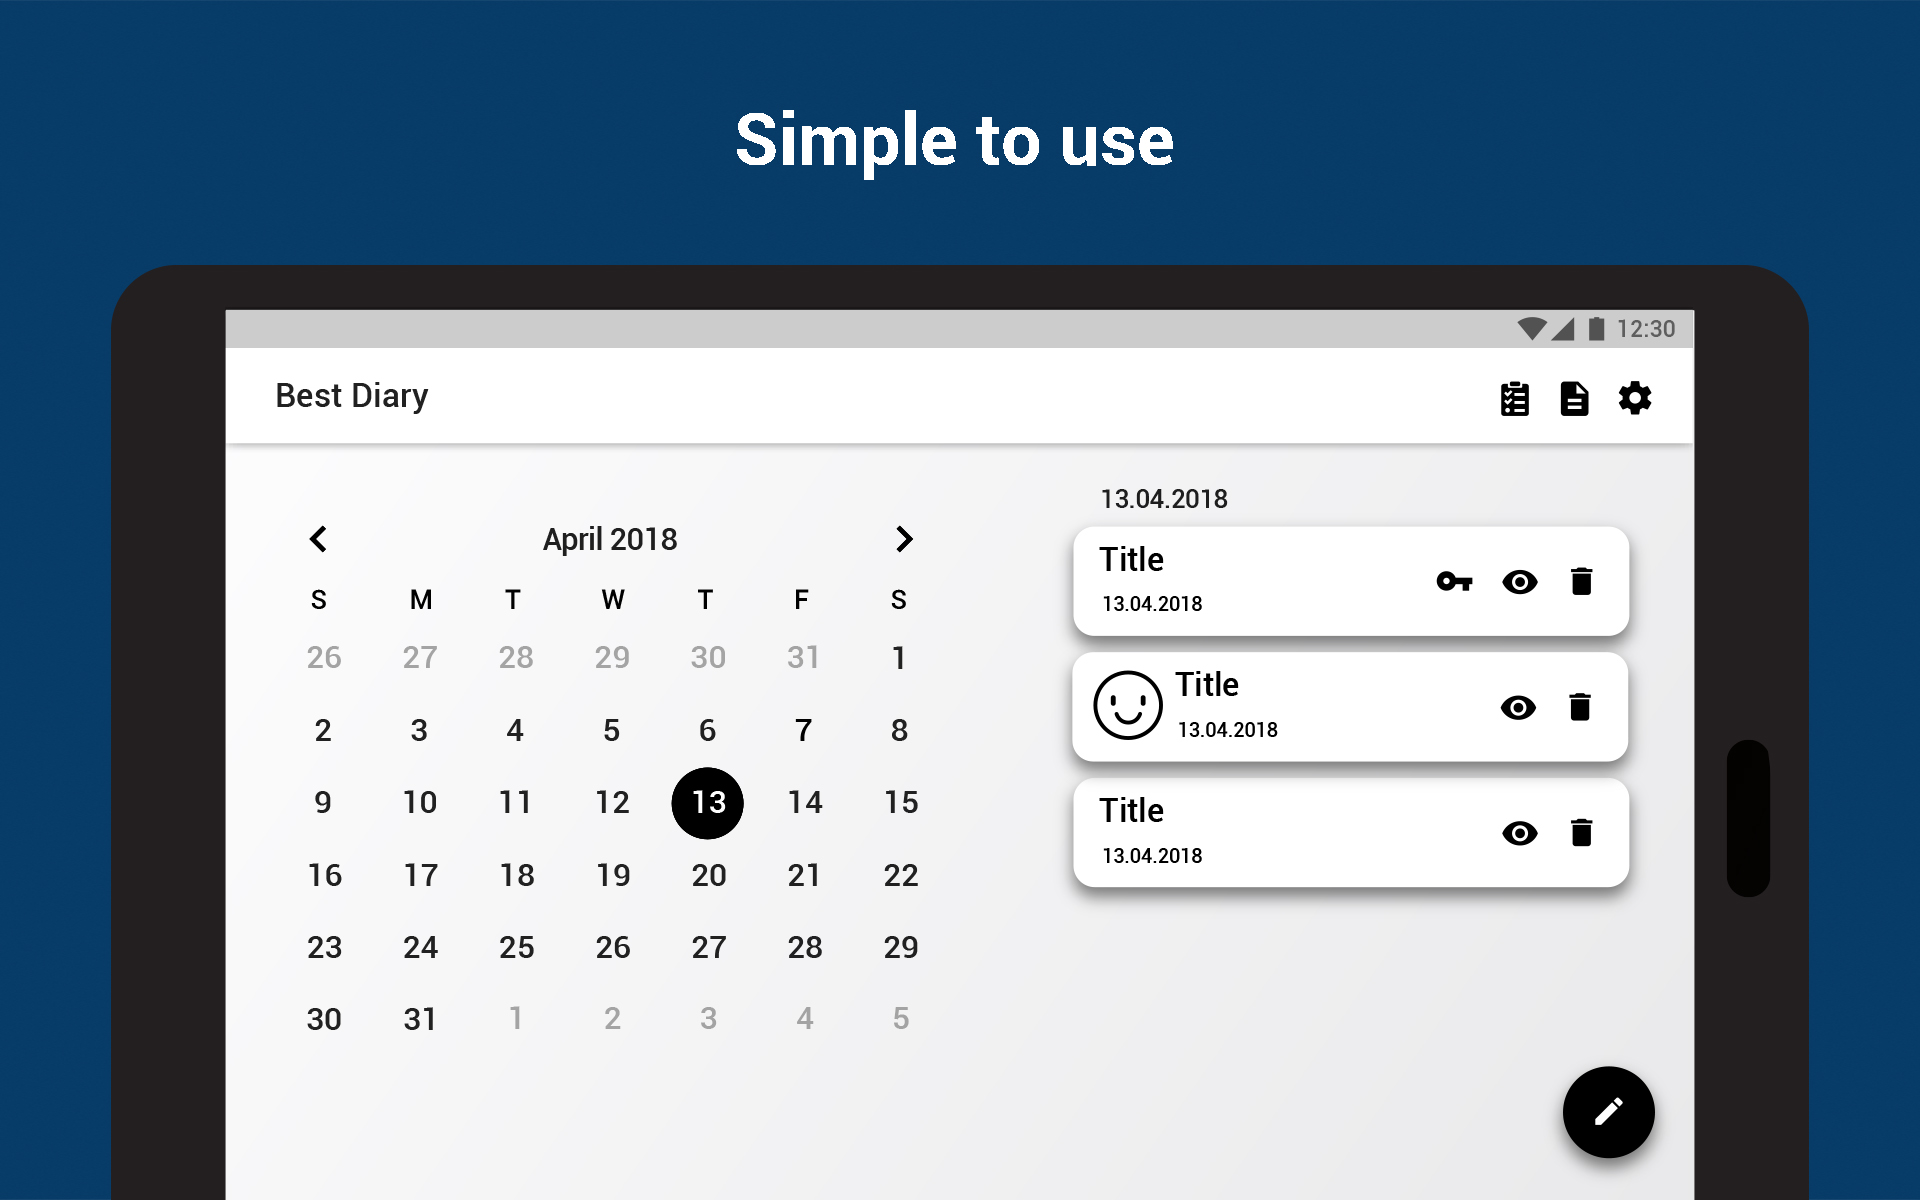 Simple to use
12:30
Best Diary
April 2018
S M T W T F S
26 27 28 29 30 31 1
2 3 4 5 6 7 8
9 10 11 12 13 14 15
16 17 18 19 20 21 22
23 24 25 26 27 28 29
30 31 1 2 3 4 5
13.04.2018
Title
13.04.2018
Title
13.04.2018
Title
13.04.2018